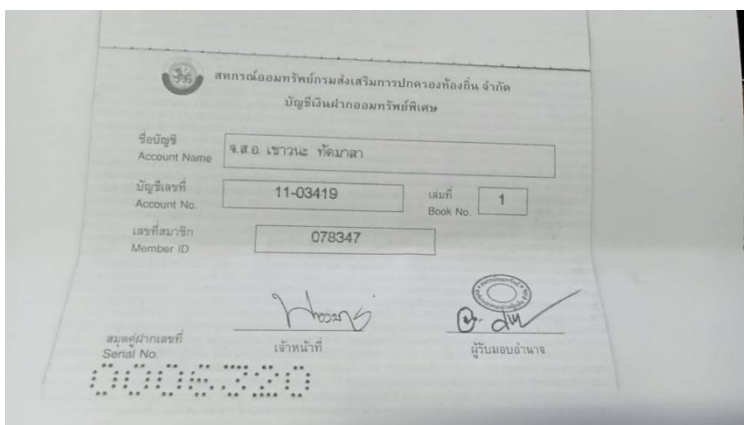 สหกรณ์ออมทรัพย์กรมส่งเสริมการปกครองท้องถิ่น จำกัด
บัญชีเงินฝากออมทรัพย์พิเศษ
ชื่อบัญชี
Account Name
จ.ส.อ. เชาวนะ ทัดมาลา
บัญชีเลขที่
Account No.
11-03419
เล่มที่
Book No.
1
เลขที่สมาชิก
Member ID
078347
สมุดคู่ฝากเลขที่
Serial No.
เจ้าหน้าที่
ผู้รับมอบอำนาจ
0006320